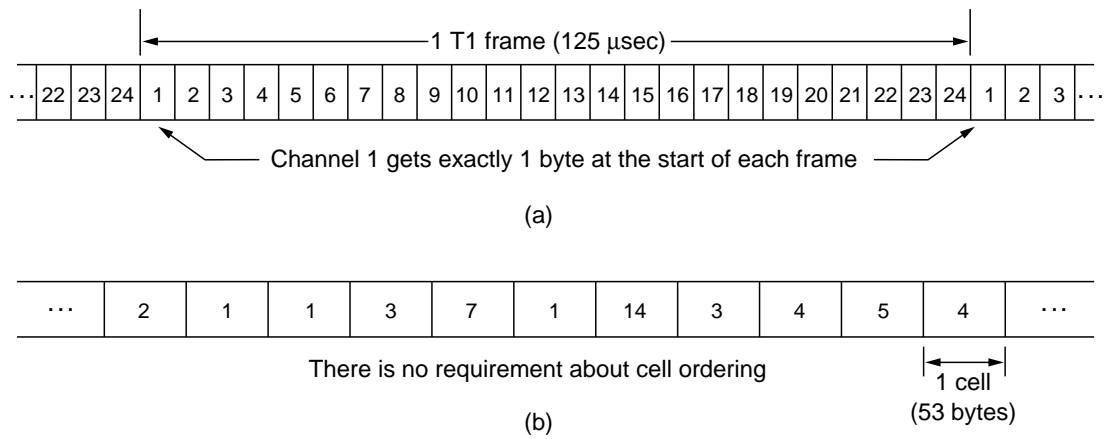 1 T1 frame (125 μsec)
··· 22 23 24 1 2 3 4 5 6 7 8 9 10 11 12 13 14 15 16 17 18 19 20 21 22 23 24 1 2 3 ···
Channel 1 gets exactly 1 byte at the start of each frame
(a)
··· 2 1 1 3 7 1 14 3 4 5 4 ···
There is no requirement about cell ordering
1 cell
(53 bytes)
(b)